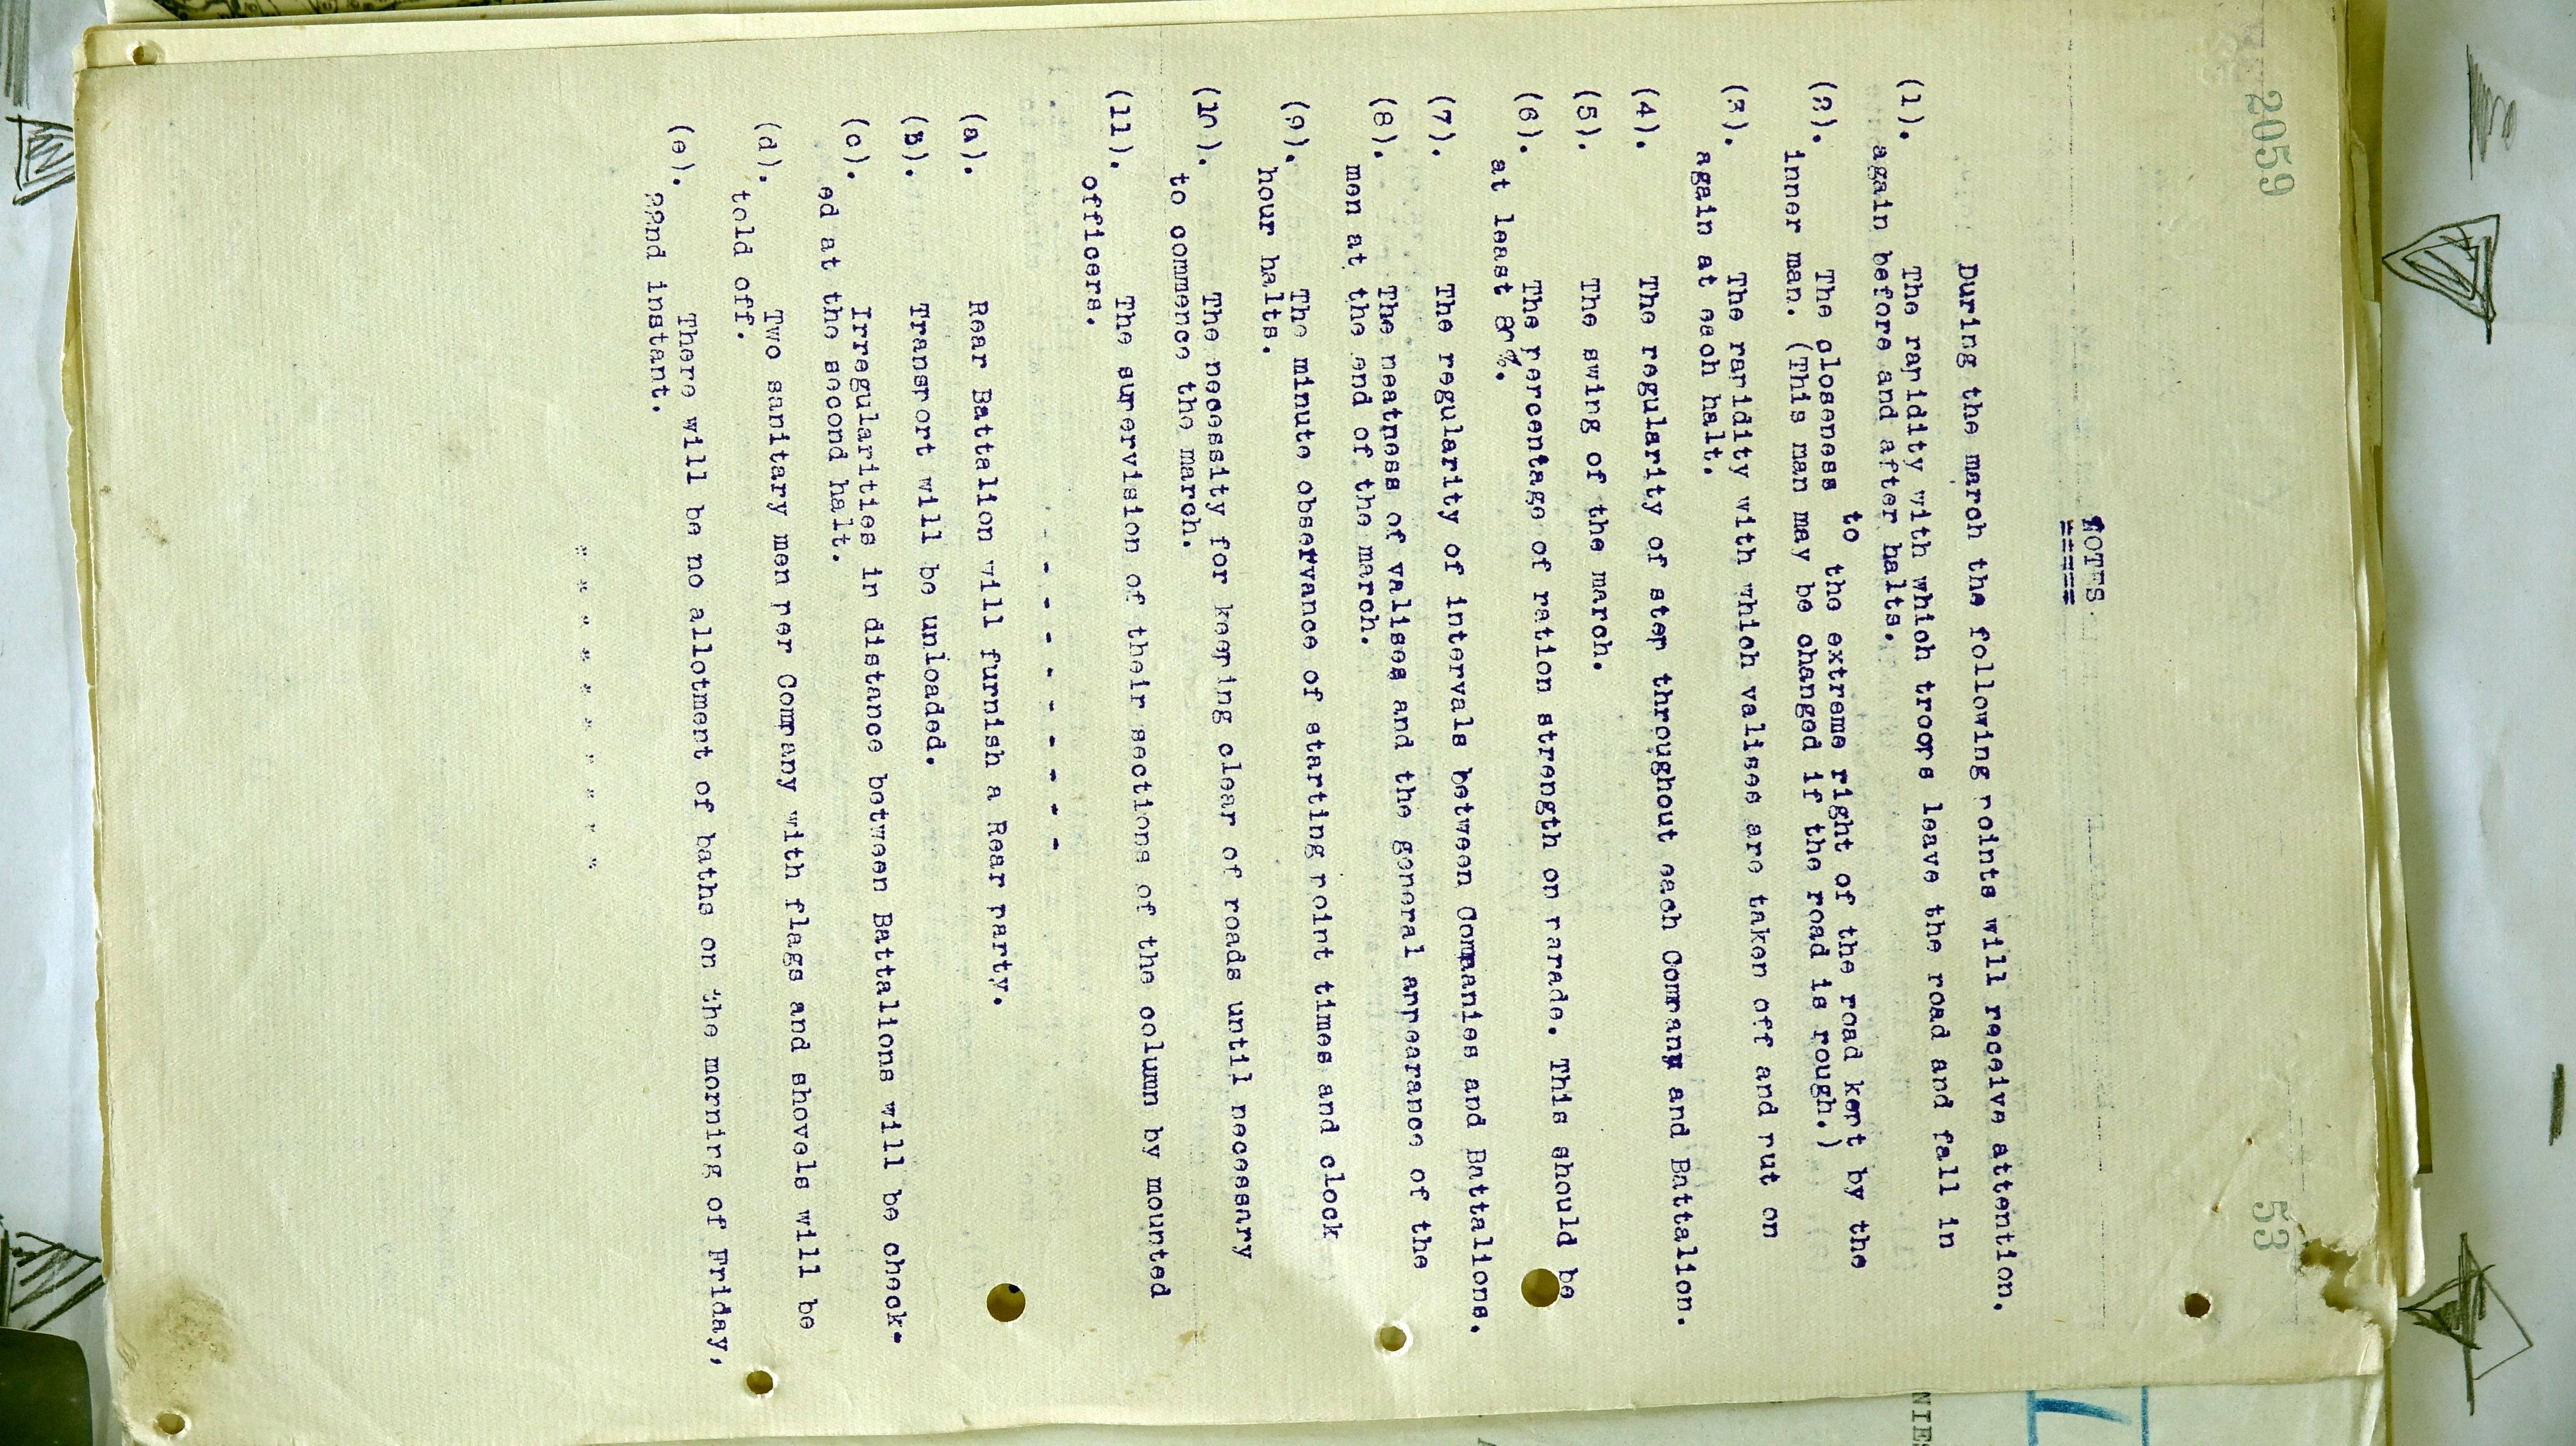 2059
53
NOTES.
=====
During the march the following points will receive attention.
(1). The rapidity with which troops leave the road and fall in
again before and after halts.
(2). The closeness to the extreme right of the road kept by the
inner man. (This man may be changed if the road is rough.)
(3). The rapidity with which valises are taken off and put on
again at each halt.
(4). The regularity of step throughout each Company and Battalion.
(5). The swing of the march.
(6). The percentage of ration strength on parade. This should be
at least %.
(7). The regularity of intervals between Companies and Battalions.
(8). The neatness of valises and the general appearance of the
men at the end of the march.
(9). The minute observance of starting point times and clock
hour halts.
(10). The necessity for keeping clear of roads until necessary
to commence the march.
(11). The supervision of their sections of the column by mounted
officers.
- - - - - - - - -
(a). Rear Battalion will furnish a Rear party.
(B). Transport will be unloaded.
(c). Irregularities in distance between Battalions will be check-
ed at the second halt.
(d). Two sanitary men per Company with flags and shovels will be
told off.
(e). There will be no allotment of baths on the morning of Friday,
22nd instant.
" " " " " " " " " "
NIES